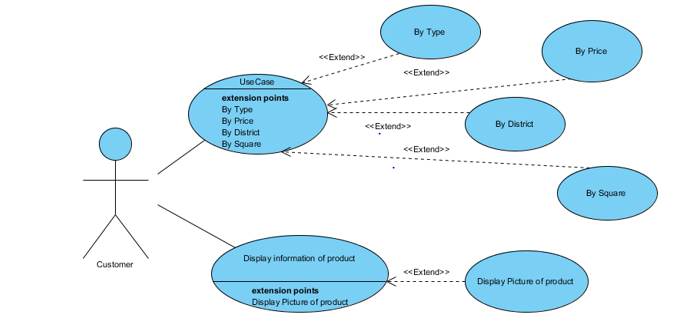 By Type
<<Extend>>
By Price
<<Extend>>
UseCase
extension points
By Type
By Price
By District
By Square
By District
<<Extend>>
<<Extend>>
By Square
Customer
Display information of product
extension points
Display Picture of product
<<Extend>>
Display Picture of product